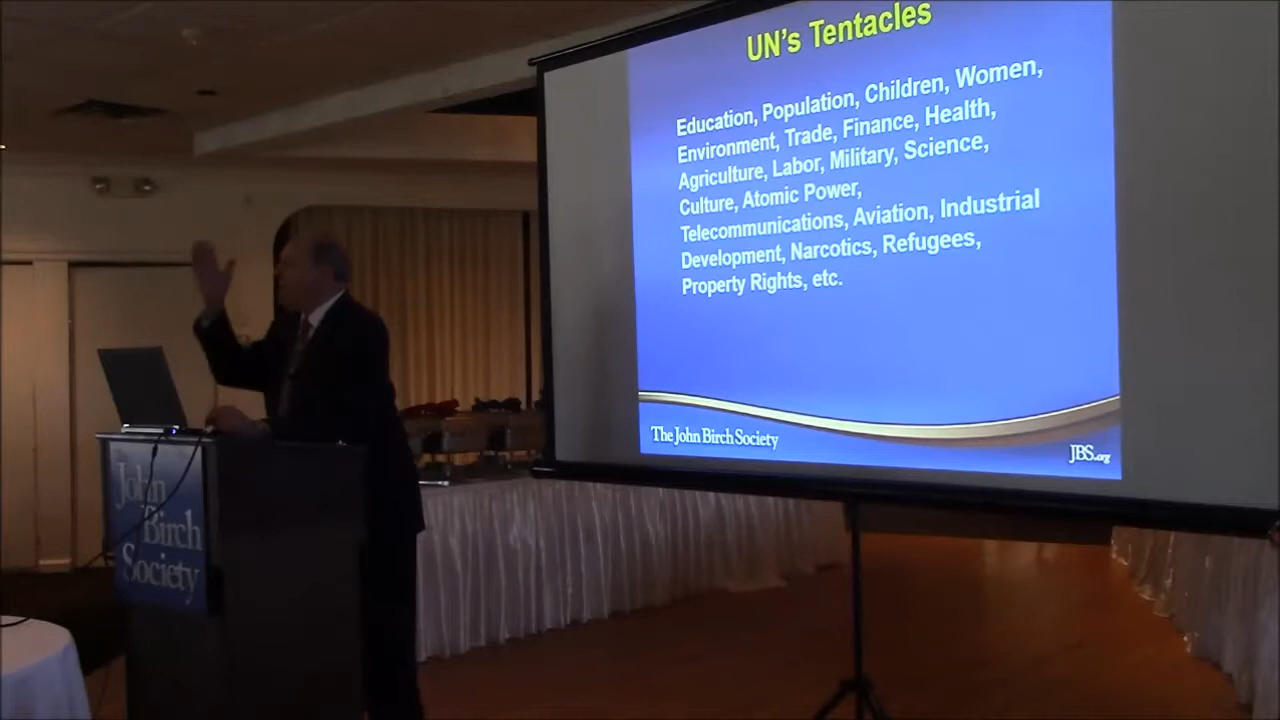 UN's Tentacles
Education, Population, Children, Women,
Environment, Trade, Finance, Health,
Agriculture, Labor, Military, Science,
Culture, Atomic Power,
Telecommunications, Aviation, Industrial
Development, Narcotics, Refugees,
Property Rights, etc.
The John Birch Society
JBS.org
John
Birch
Society